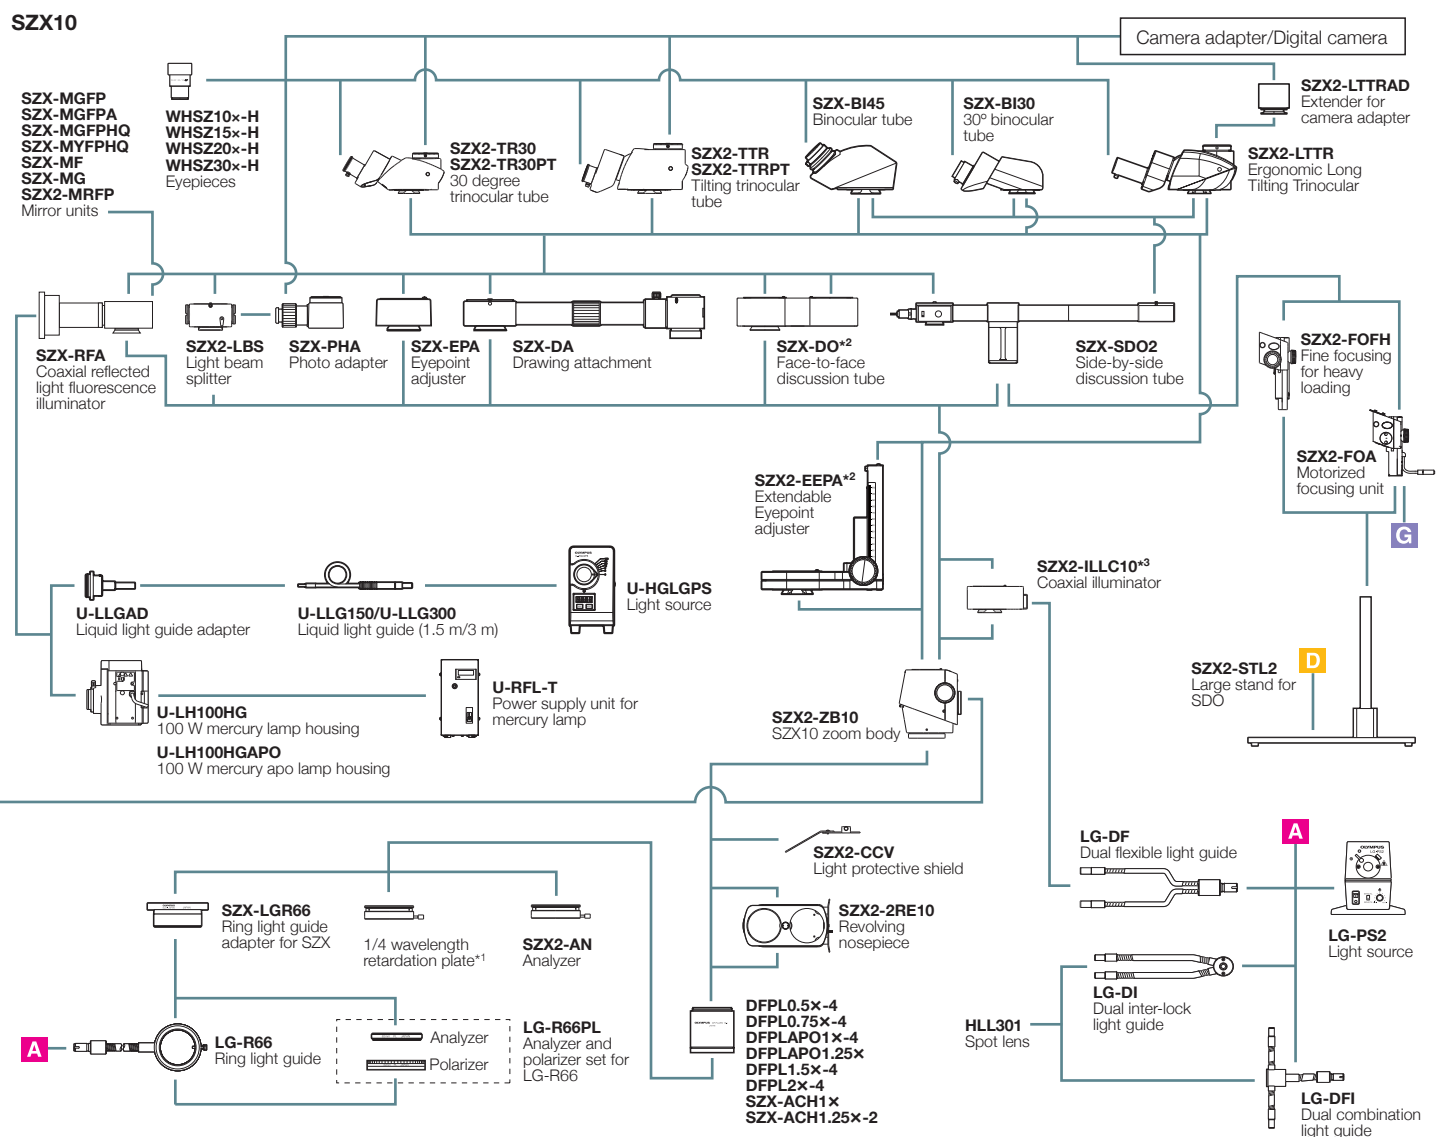 SZX10
Camera adapter/Digital camera
SZX-MGFP
SZX-MGFPA
SZX-MGFPHQ
SZX-MYFPHQ
SZX-MF
SZX-MG
SZX2-MRFP
Mirror units
WHSZ10×-H
WHSZ15×-H
WHSZ20×-H
WHSZ30×-H
Eyepieces
SZX2-TR30
SZX2-TR30PT
30 degree
trinocular tube
SZX2-TTR
SZX2-TTRPT
Tilting trinocular
tube
SZX-BI45
Binocular tube
SZX-BI30
30º binocular
tube
SZX2-LTTRAD
Extender for
camera adapter
SZX2-LTTR
Ergonomic Long
Tilting Trinocular
SZX-RFA
Coaxial reflected
light fluorescence
illuminator
SZX2-LBS
Light beam
splitter
SZX-PHA
Photo adapter
SZX-EPA
Eyepoint
adjuster
SZX-DA
Drawing attachment
SZX-DO*2
Face-to-face
discussion tube
SZX-SDO2
Side-by-side
discussion tube
SZX2-FOFH
Fine focusing
for heavy
loading
SZX2-FOA
Motorized
focusing unit
G
SZX2-EEPA*2
Extendable
Eyepoint
adjuster
SZX2-ILLC10*3
Coaxial illuminator
U-LLGAD
Liquid light guide adapter
U-LLG150/U-LLG300
Liquid light guide (1.5 m/3 m)
OLYMPUS
U-HGLGPS
Light source
U-LH100HG
100 W mercury lamp housing
U-LH100HGAPO
100 W mercury apo lamp housing
U-RFL-T
Power supply unit for
mercury lamp
SZX2-ZB10
SZX10 zoom body
SZX2-STL2
Large stand for
SDO
D
SZX2-CCV
Light protective shield
SZX2-2RE10
Revolving
nosepiece
SZX-LGR66
Ring light guide
adapter for SZX
1/4 wavelength
retardation plate*1
SZX2-AN
Analyzer
A
LG-R66
Ring light guide
Analyzer
Polarizer
LG-R66PL
Analyzer and
polarizer set for
LG-R66
DFPL0.5×-4
DFPL0.75×-4
DFPLAPO1×-4
DFPLAPO1.25×
DFPL1.5×-4
DFPL2×-4
SZX-ACH1×
SZX-ACH1.25×-2
LG-DF
Dual flexible light guide
A
OLYMPUS
LG-PS2
Light source
LG-DI
Dual inter-lock
light guide
HLL301
Spot lens
LG-DFI
Dual combination
light guide